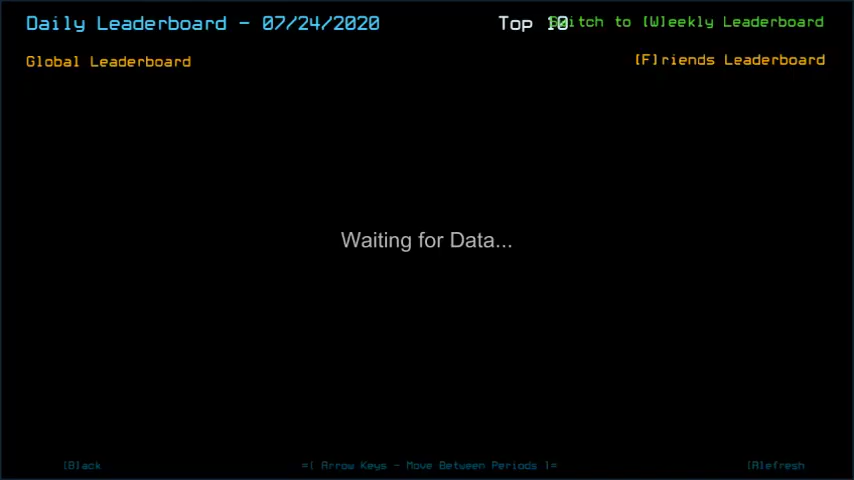 Daily Leaderboard - 07/24/2020
Top 10
Switch to [W]eekly Leaderboard
Global Leaderboard
[F]riends Leaderboard
Waiting for Data...
[B]ack
=[ Arrow Keys - Move Between Periods ]=
[R]efresh